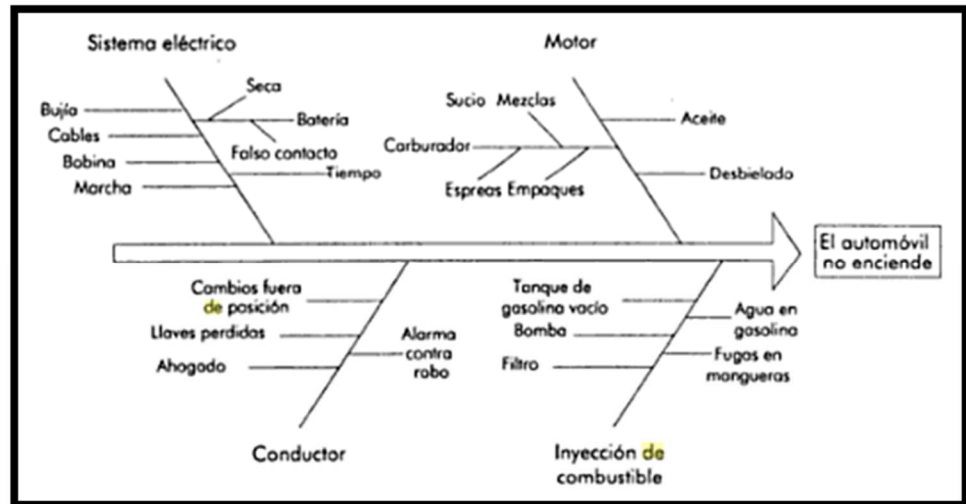 Sistema eléctrico
Motor
Seca
Bujía
Batería
Cables
Falso contacto
Bobina
Tiempo
Marcha
Sucio Mezclas
Aceite
Carburador
Espreas Empaques
Desbielado
El automóvil
no enciende
Cambios fuera
de posición
Llaves perdidas
Alarma
contra
robo
Ahogado
Conductor
Tanque de
gasolina vacío
Agua en
gasolina
Bomba
Fugas en
mangueras
Filtro
Inyección de
combustible